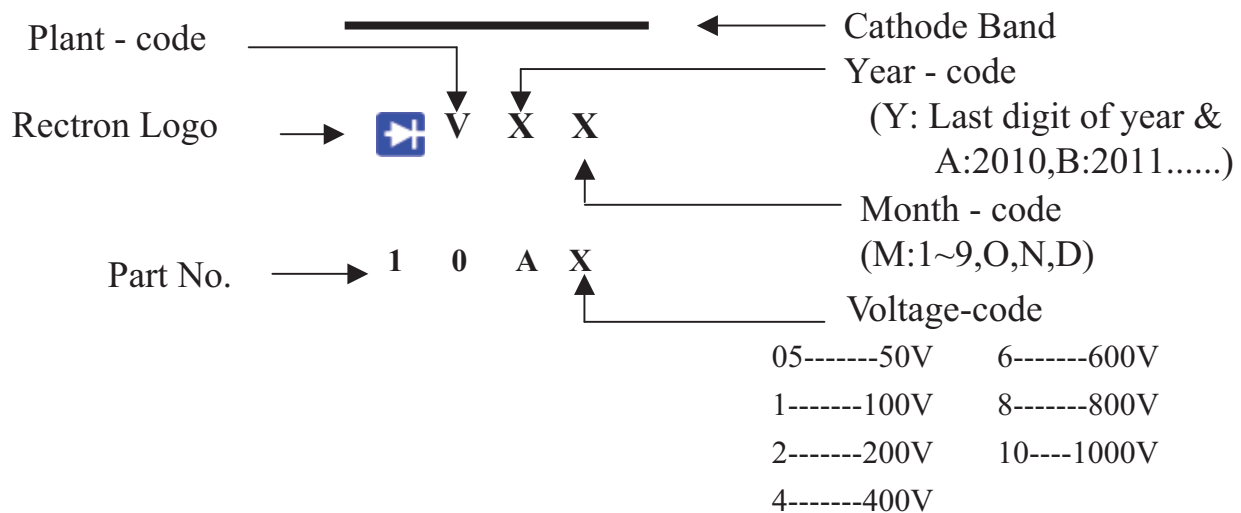 Cathode Band
Plant - code
Year - code
V X X
(Y: Last digit of year &
A:2010,B:2011......)
Rectron Logo
Month - code
(M:1~9,O,N,D)
1 0 A X
Part No.
Voltage-code
05-------50V 6-------600V
1-------100V 8-------800V
2-------200V 10----1000V
4-------400V